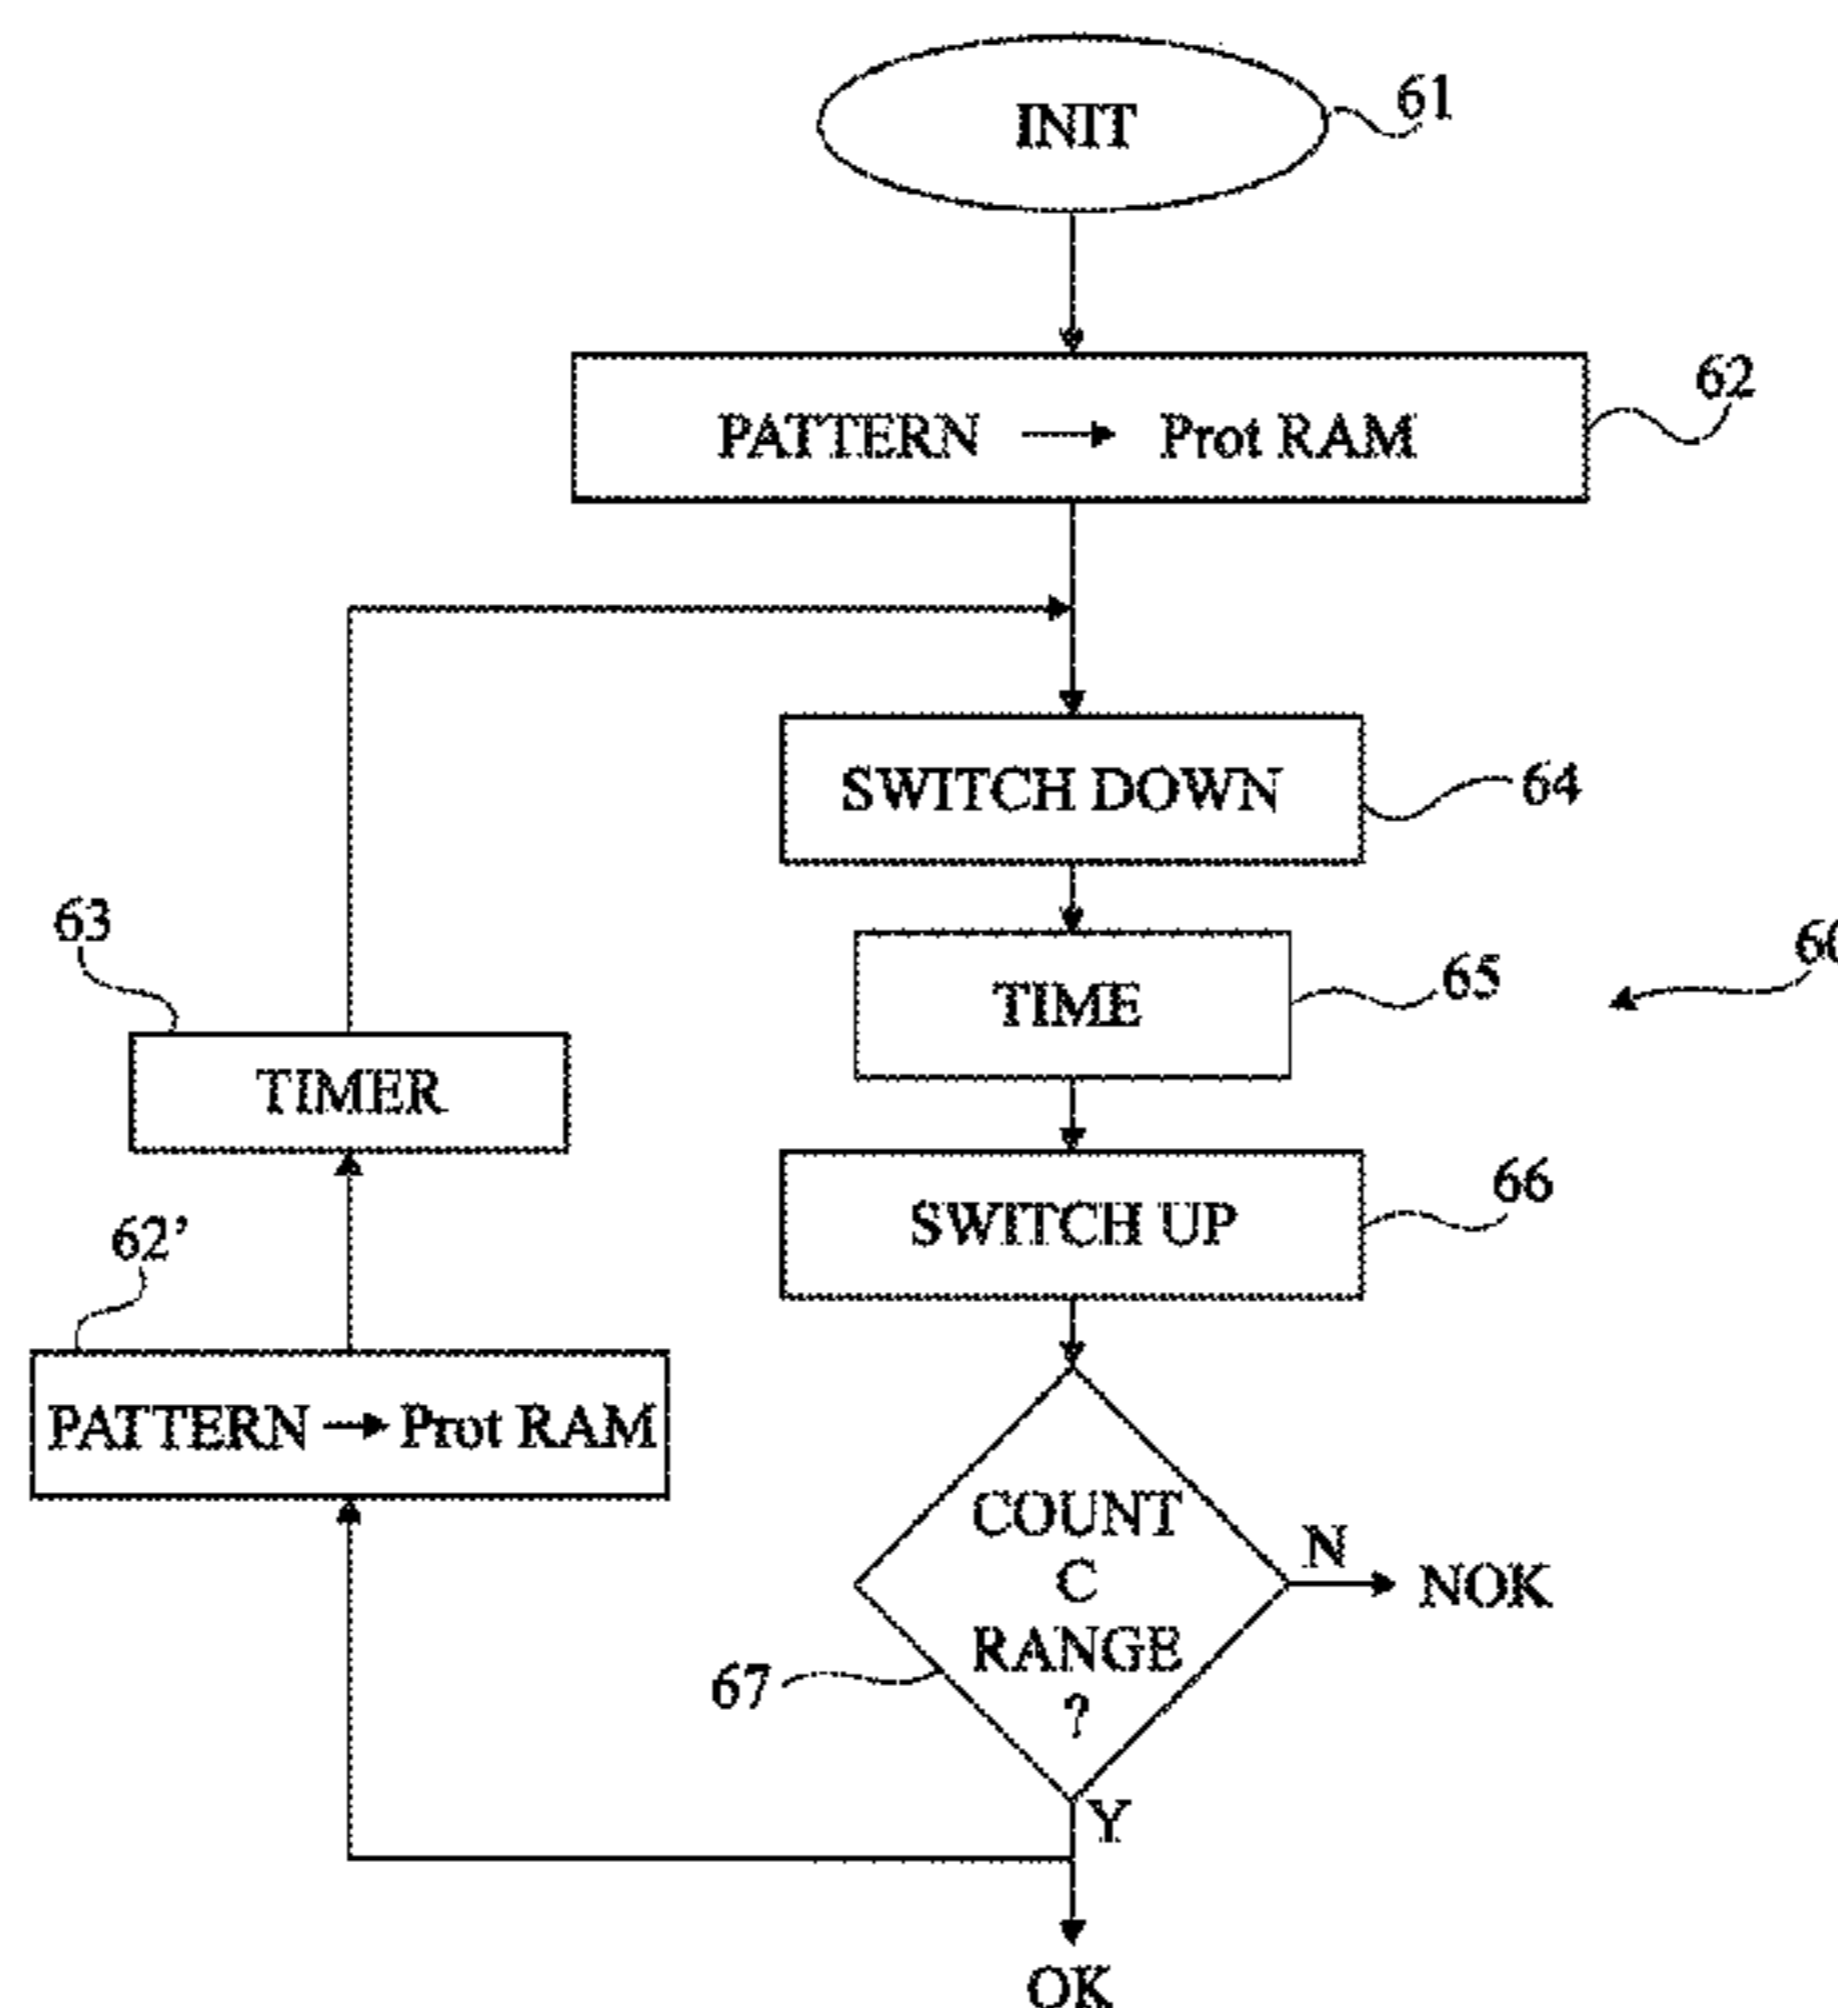 INIT
61
PATTERN → Prot RAM
62
SWITCH DOWN
64
63
TIME
65
TIMER
SWITCH UP
66
62’
PATTERN → Prot RAM
COUNT
C
RANGE
?
N
NOK
67
Y
OK